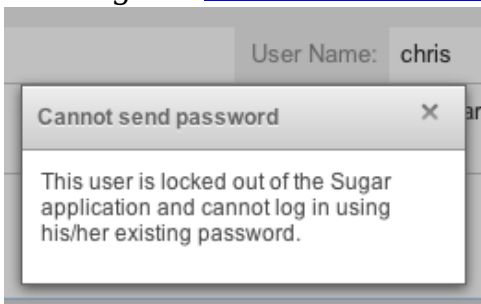 User Name: chris
Cannot send password ×
This user is locked out of the Sugar
application and cannot log in using
his/her existing password.